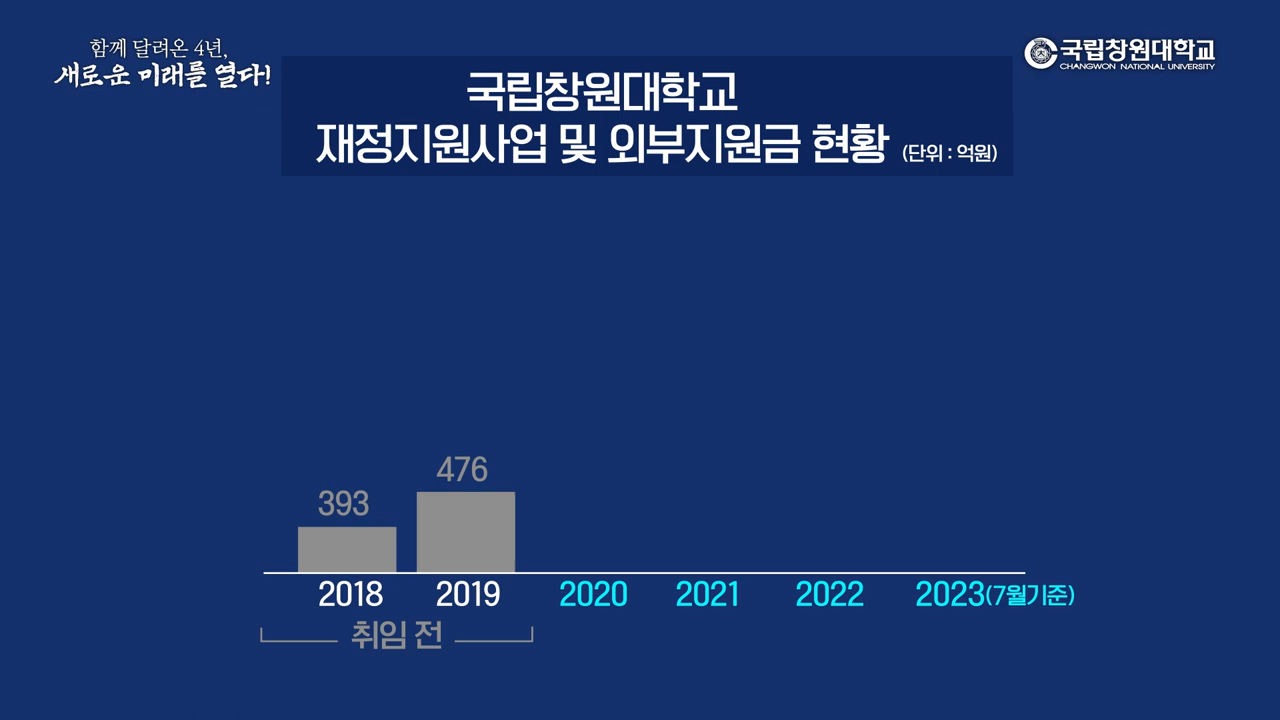 함께 달려온 4년,
새로운 미래를 열다!
국립창원대학교
CHANGWON NATIONAL UNIVERSITY
국립창원대학교
재정지원사업 및 외부지원금 현황 (단위 : 억원)
393
476
2018 2019 2020 2021 2022 2023(7월기준)
취임 전